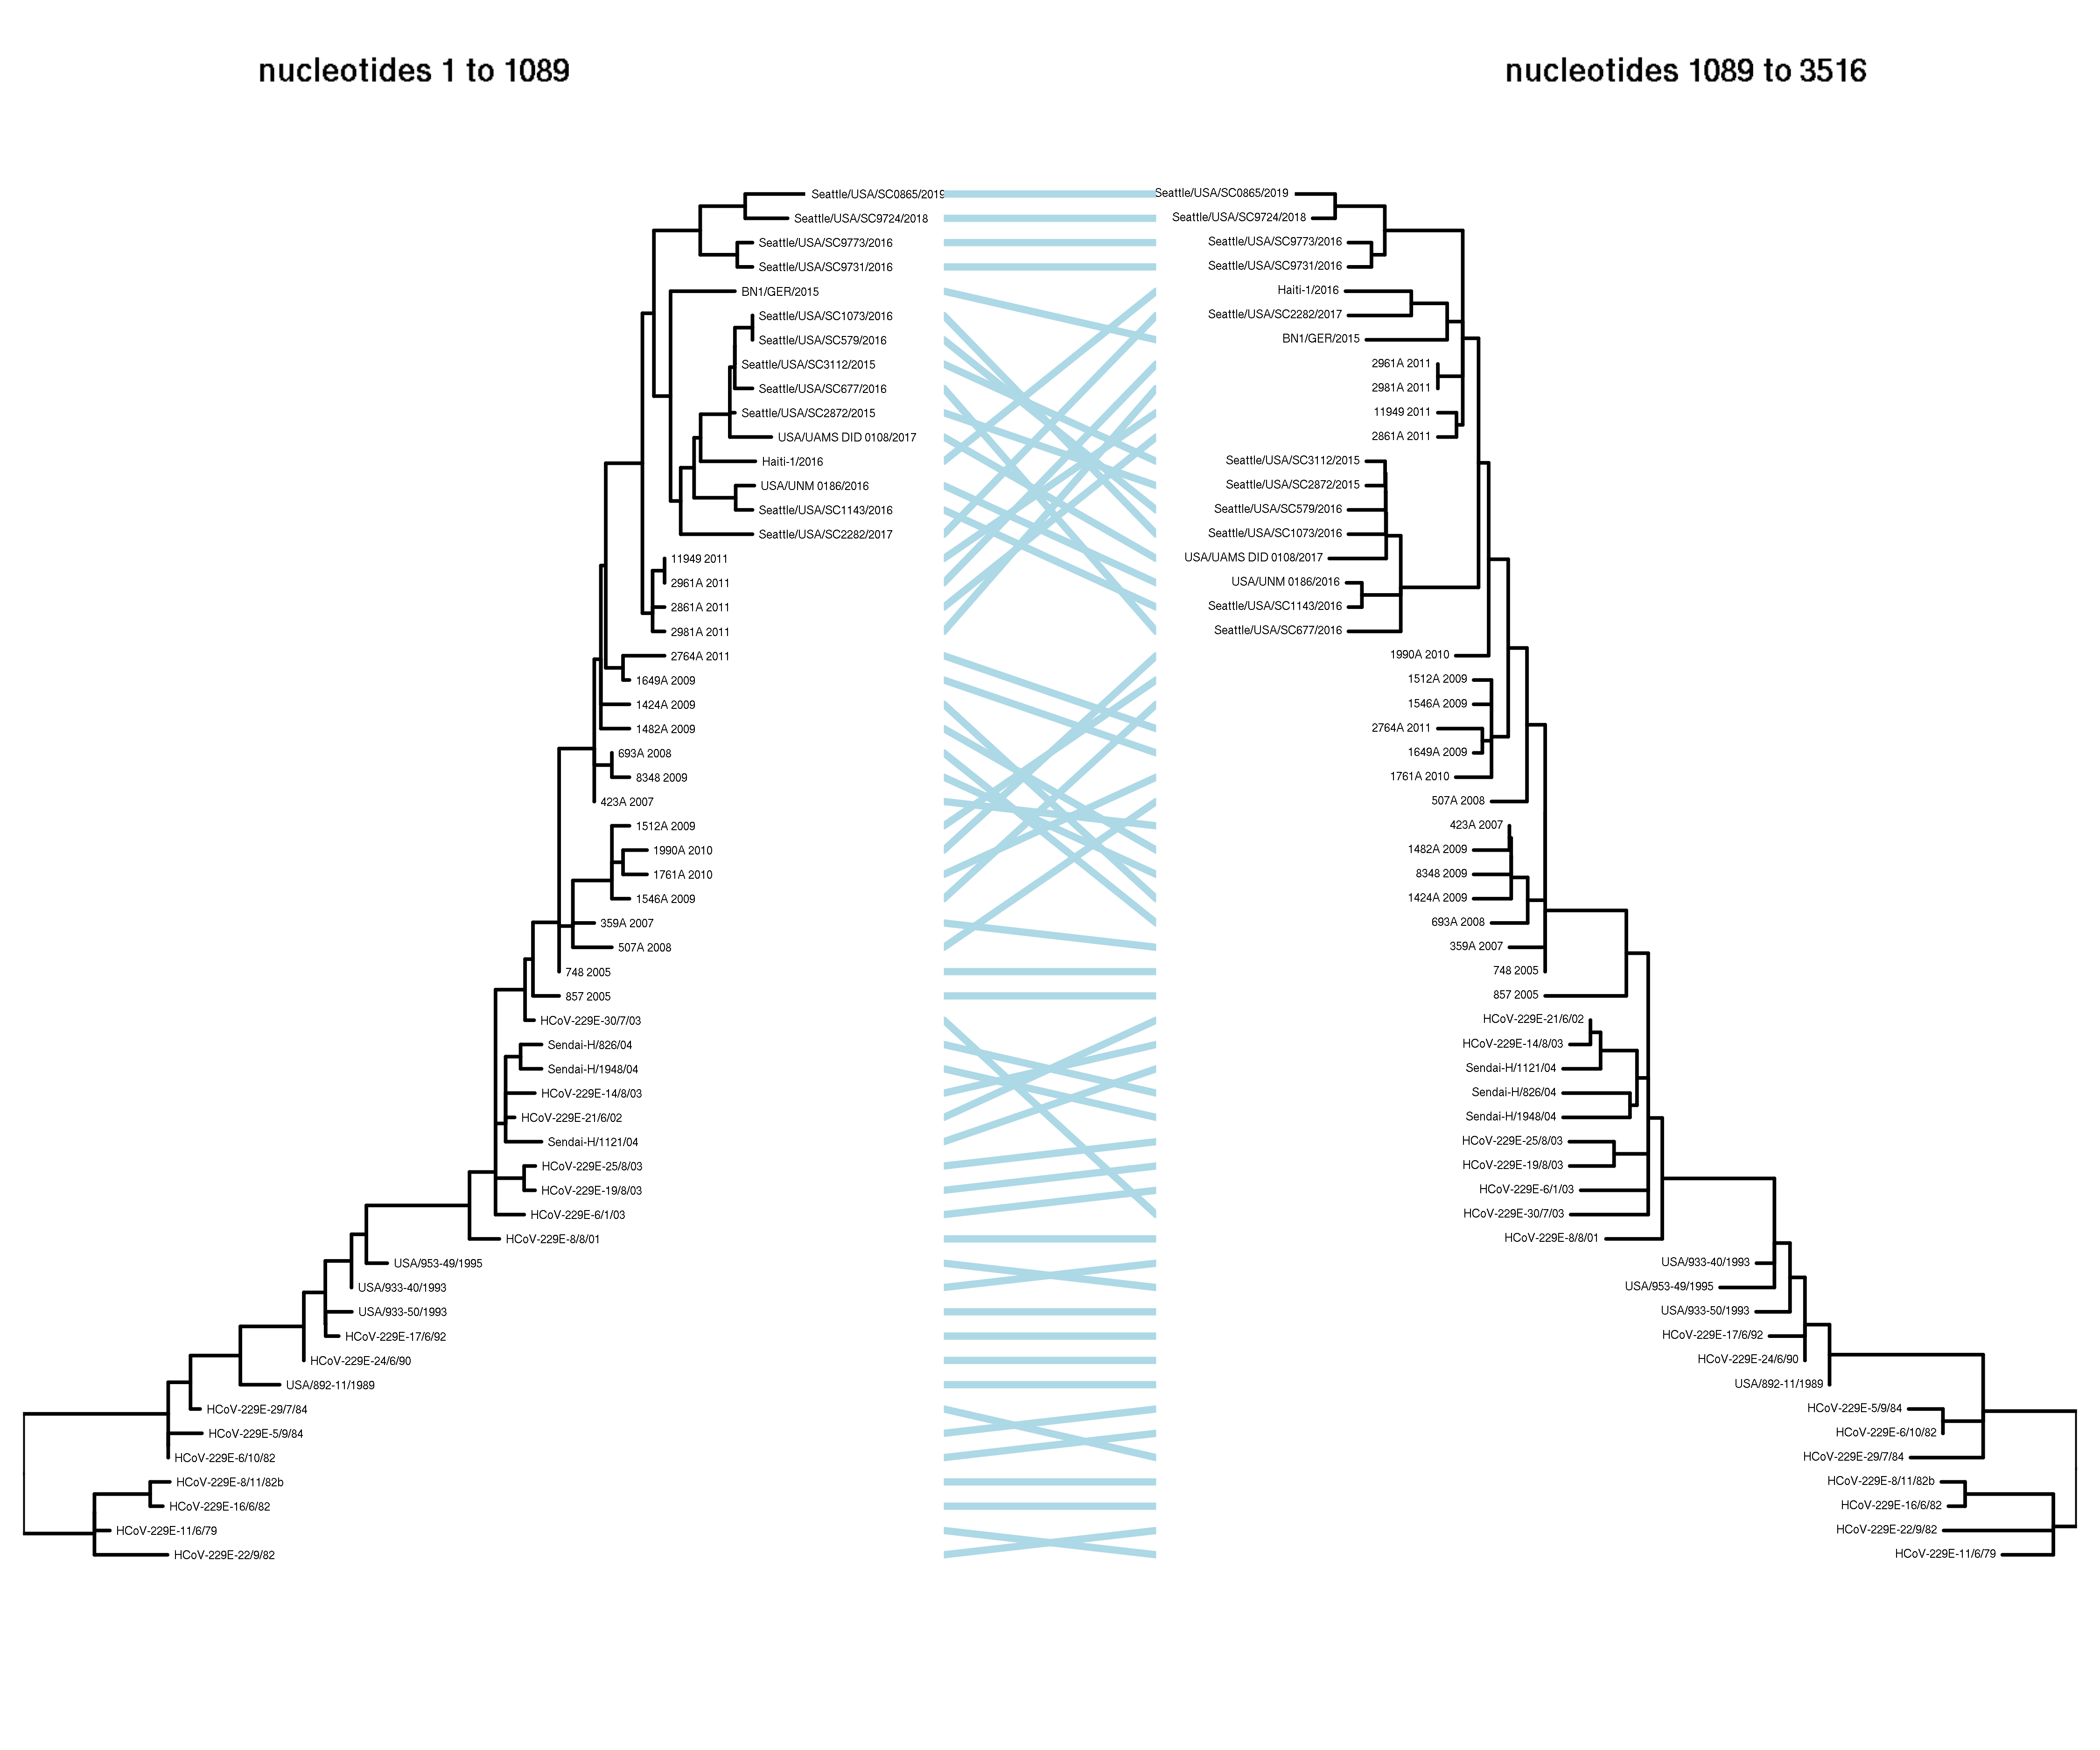 nucleotides 1 to 1089
nucleotides 1089 to 3516
Seattle/USA/SC0865/2019
Seattle/USA/SC9724/2018
Seattle/USA/SC9773/2016
Seattle/USA/SC9731/2016
BN1/GER/2015
Seattle/USA/SC1073/2016
Seattle/USA/SC579/2016
Seattle/USA/SC3112/2015
Seattle/USA/SC677/2016
Seattle/USA/SC2872/2015
USA/UAMS DID 0108/2017
Haiti-1/2016
USA/UNM 0186/2016
Seattle/USA/SC1143/2016
Seattle/USA/SC2282/2017
11949 2011
2961A 2011
2861A 2011
2981A 2011
2764A 2011
1649A 2009
1424A 2009
1482A 2009
693A 2008
8348 2009
423A 2007
1512A 2009
1990A 2010
1761A 2010
1546A 2009
359A 2007
507A 2008
748 2005
857 2005
HCoV-229E-30/7/03
Sendai-H/826/04
Sendai-H/1948/04
HCoV-229E-14/8/03
HCoV-229E-21/6/02
Sendai-H/1121/04
HCoV-229E-25/8/03
HCoV-229E-19/8/03
HCoV-229E-6/1/03
HCoV-229E-8/8/01
USA/953-49/1995
USA/933-40/1993
USA/933-50/1993
HCoV-229E-17/6/92
HCoV-229E-24/6/90
USA/892-11/1989
HCoV-229E-29/7/84
HCoV-229E-5/9/84
HCoV-229E-6/10/82
HCoV-229E-8/11/82b
HCoV-229E-16/6/82
HCoV-229E-11/6/79
HCoV-229E-22/9/82
Seattle/USA/SC0865/2019
Seattle/USA/SC9724/2018
Seattle/USA/SC9773/2016
Seattle/USA/SC9731/2016
Haiti-1/2016
Seattle/USA/SC2282/2017
BN1/GER/2015
2961A 2011
2981A 2011
11949 2011
2861A 2011
Seattle/USA/SC3112/2015
Seattle/USA/SC2872/2015
Seattle/USA/SC579/2016
Seattle/USA/SC1073/2016
USA/UAMS DID 0108/2017
USA/UNM 0186/2016
Seattle/USA/SC1143/2016
Seattle/USA/SC677/2016
1990A 2010
1512A 2009
1546A 2009
2764A 2011
1649A 2009
1761A 2010
507A 2008
423A 2007
1482A 2009
8348 2009
1424A 2009
693A 2008
359A 2007
748 2005
857 2005
HCoV-229E-21/6/02
HCoV-229E-14/8/03
Sendai-H/1121/04
Sendai-H/826/04
Sendai-H/1948/04
HCoV-229E-25/8/03
HCoV-229E-19/8/03
HCoV-229E-6/1/03
HCoV-229E-30/7/03
HCoV-229E-8/8/01
USA/933-40/1993
USA/953-49/1995
USA/933-50/1993
HCoV-229E-17/6/92
HCoV-229E-24/6/90
USA/892-11/1989
HCoV-229E-5/9/84
HCoV-229E-6/10/82
HCoV-229E-29/7/84
HCoV-229E-8/11/82b
HCoV-229E-16/6/82
HCoV-229E-22/9/82
HCoV-229E-11/6/79